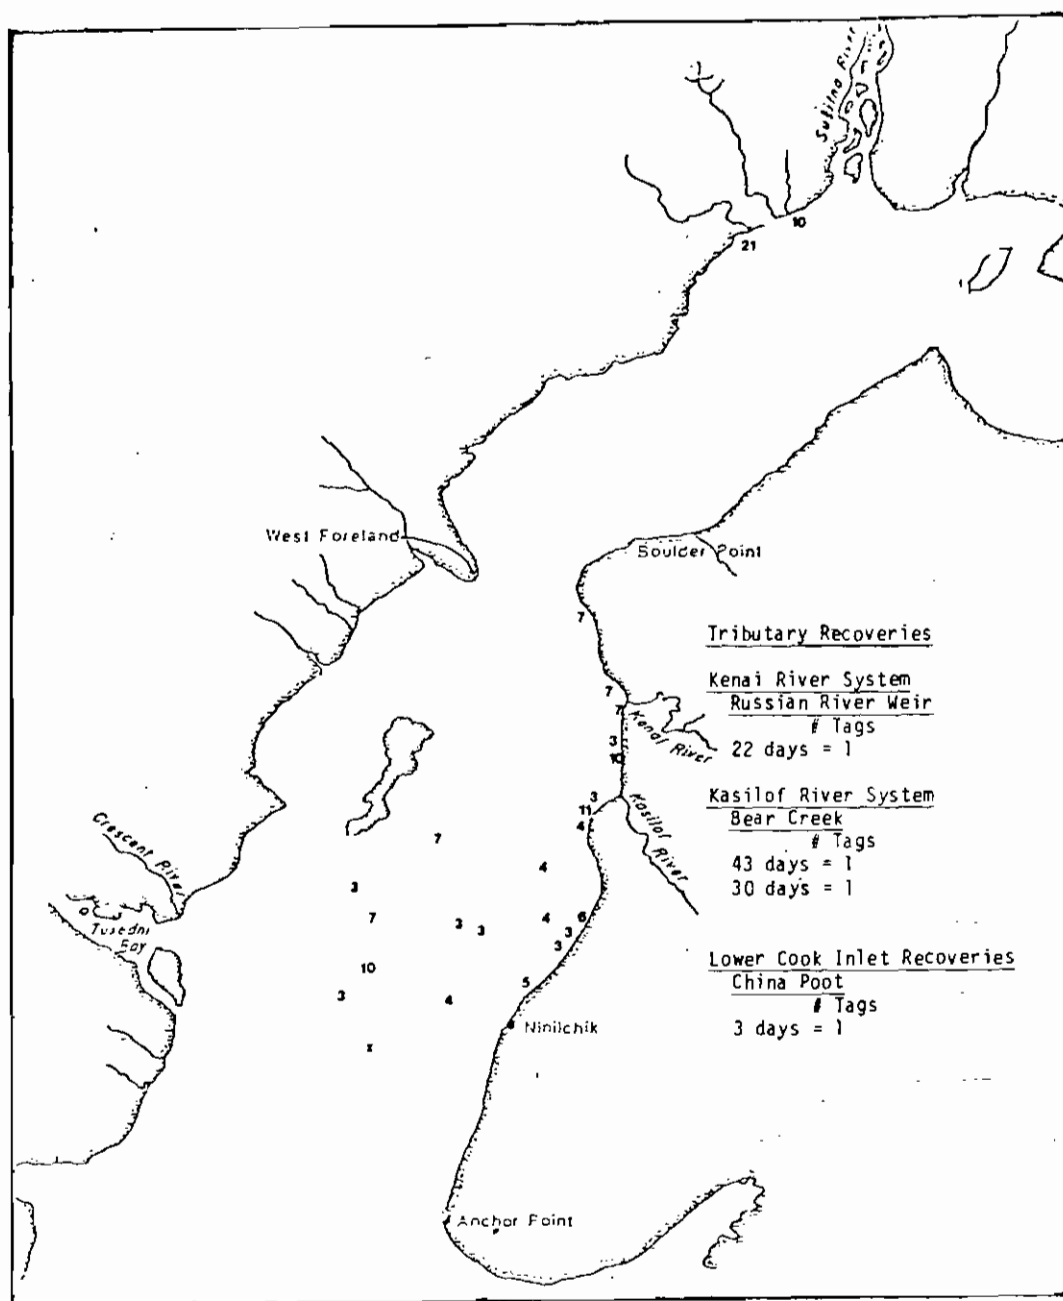 Susitna River
10
21
West Foreland
Boulder Point
7
Tributary Recoveries
7
Kenai River System
7
Russian River Weir
Kenai River
# Tags
3
22 days = 1
10
3
Kasilof River System
11
Kasilof River
4
Bear Creek
Crescent River
7
# Tags
4
43 days = 1
3
30 days = 1
7
3
3
4
6
3
3
Tuxedni
Bay
10
Lower Cook Inlet Recoveries
3
4
5
China Poot
# Tags
Ninilchik
3 days = 1
x
Anchor Point